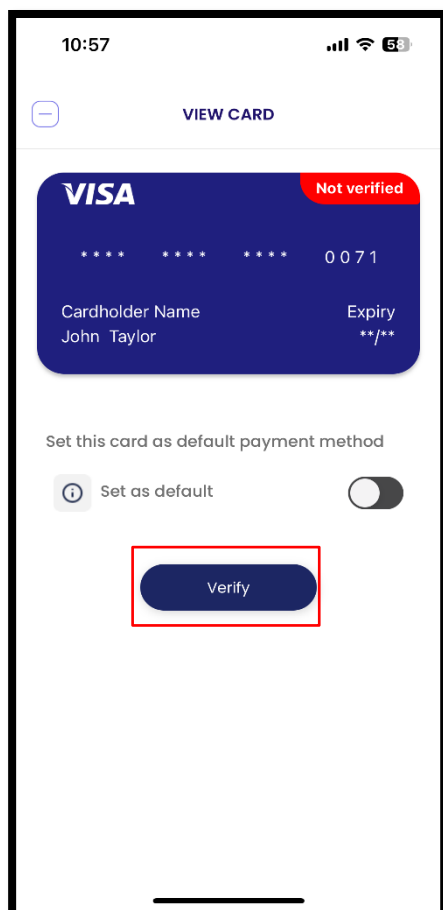 10:57
58
VIEW CARD
VISA
Not verified
**** **** **** 0071
Cardholder Name
Expiry
John Taylor
**/**
Set this card as default payment method
Set as default
Verify